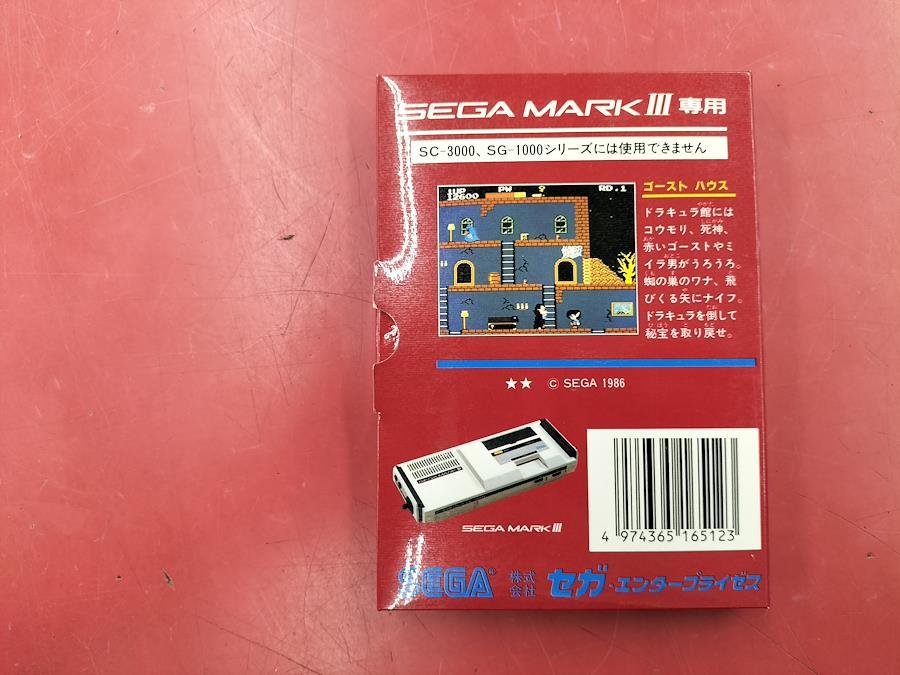 SEGA MARK III 専用
SC-3000、SG-1000シリーズには使用できません
1UP PW ? RD.1
12600
ゴースト ハウス
ドラキュラ館には
コウモリ、死神、
赤いゴーストやミ
イラ男がうろうろ。
蜘の巣のワナ、飛
びくる矢にナイフ。
ドラキュラを倒して
秘宝を取り戻せ。
★★ © SEGA 1986
SEGA MARK III
4 974365 165123
SEGA® 株式会社 セガ・エンタープライゼス